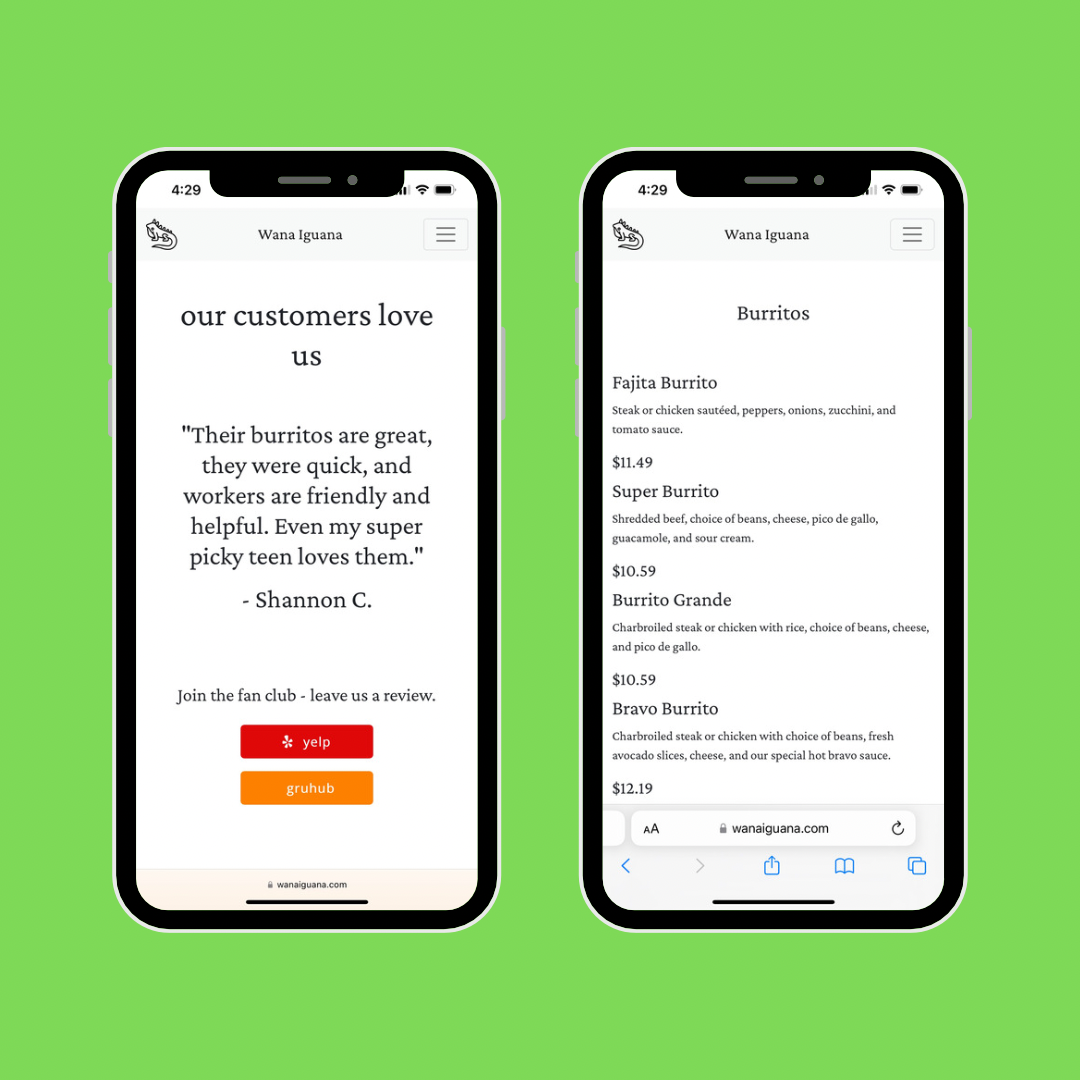 4:29
Wana Iguana
our customers love
us
"Their burritos are great,
they were quick, and
workers are friendly and
helpful. Even my super
picky teen loves them."
- Shannon C.
Join the fan club - leave us a review.
yelp
gruhub
wanaiguana.com
4:29
Wana Iguana
Burritos
Fajita Burrito
Steak or chicken sautéed, peppers, onions, zucchini, and
tomato sauce.
$11.49
Super Burrito
Shredded beef, choice of beans, cheese, pico de gallo,
guacamole, and sour cream.
$10.59
Burrito Grande
Charbroiled steak or chicken with rice, choice of beans, cheese,
and pico de gallo.
$10.59
Bravo Burrito
Charbroiled steak or chicken with choice of beans, fresh
avocado slices, cheese, and our special hot bravo sauce.
$12.19
AA wanaiguana.com